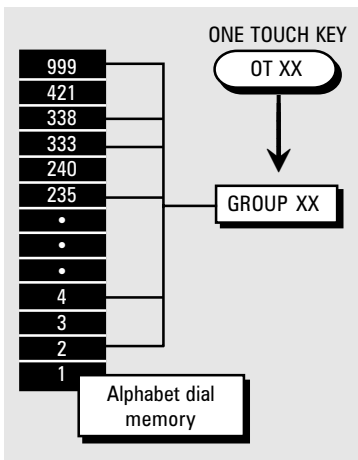 ONE TOUCH KEY
OT XX
999
421
338
333
240
235
GROUP XX
•
•
•
4
3
2
1
Alphabet dial
memory